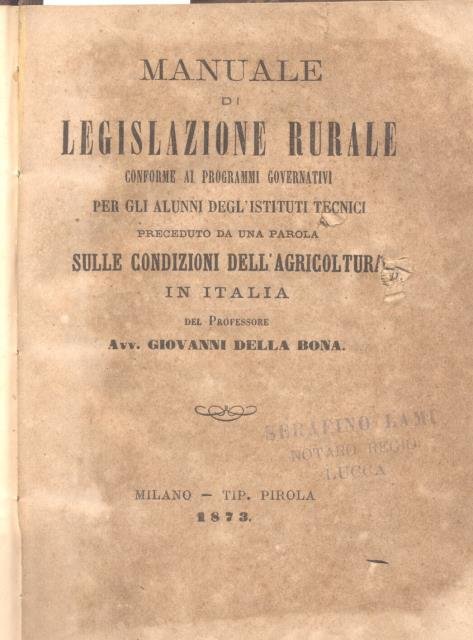 MANUALE
DI
LEGISLAZIONE RURALE
CONFORME AI PROGRAMMI GOVERNATIVI
PER GLI ALUNNI DEGL'ISTITUTI TECNICI
PRECEDUTO DA UNA PAROLA
SULLE CONDIZIONI DELL'AGRICOLTURA
IN ITALIA
DEL PROFESSORE
AVV. GIOVANNI DELLA BONA.
SERAFINO LAMI
NOTARO REGIO
LUCCA
MILANO — TIP. PIROLA
1873.